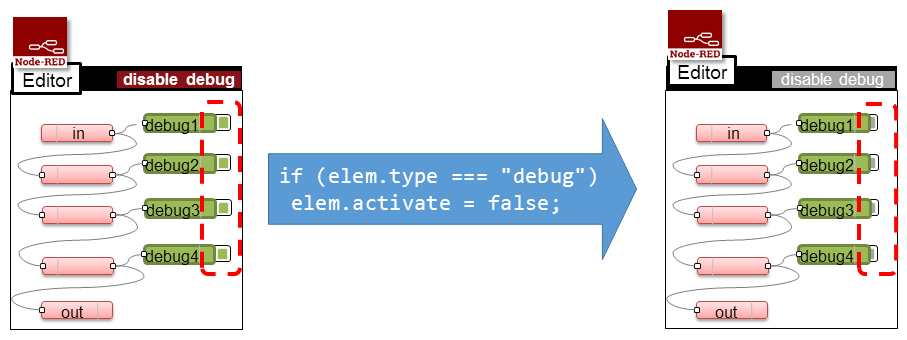 Node-RED
Editor
disable debug
in
debug1
debug2
debug3
debug4
out
if (elem.type === "debug")
elem.activate = false;
Node-RED
Editor
disable debug
in
debug1
debug2
debug3
debug4
out